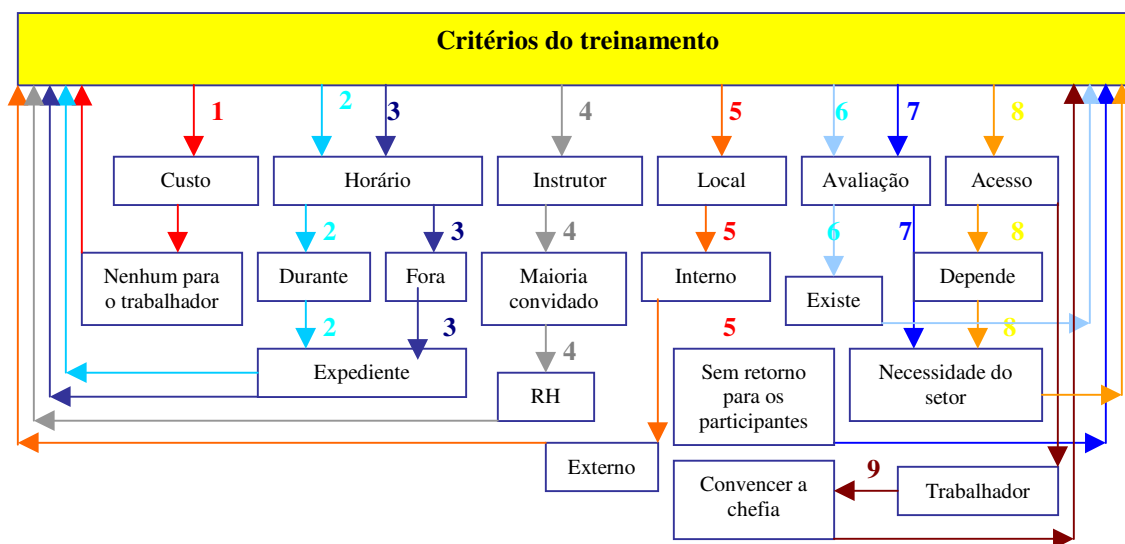 Critérios do treinamento
1
2
3
4
5
6
7
8
Custo
Horário
Instrutor
Local
Avaliação
Acesso
2
3
4
5
6
7
8
Nenhum para
o trabalhador
Durante
Fora
Maioria
convidado
Interno
Existe
Depende
2
3
4
5
8
Expediente
RH
Sem retorno
para os
participantes
Necessidade do
setor
Externo
Convencer a
chefia
9
Trabalhador